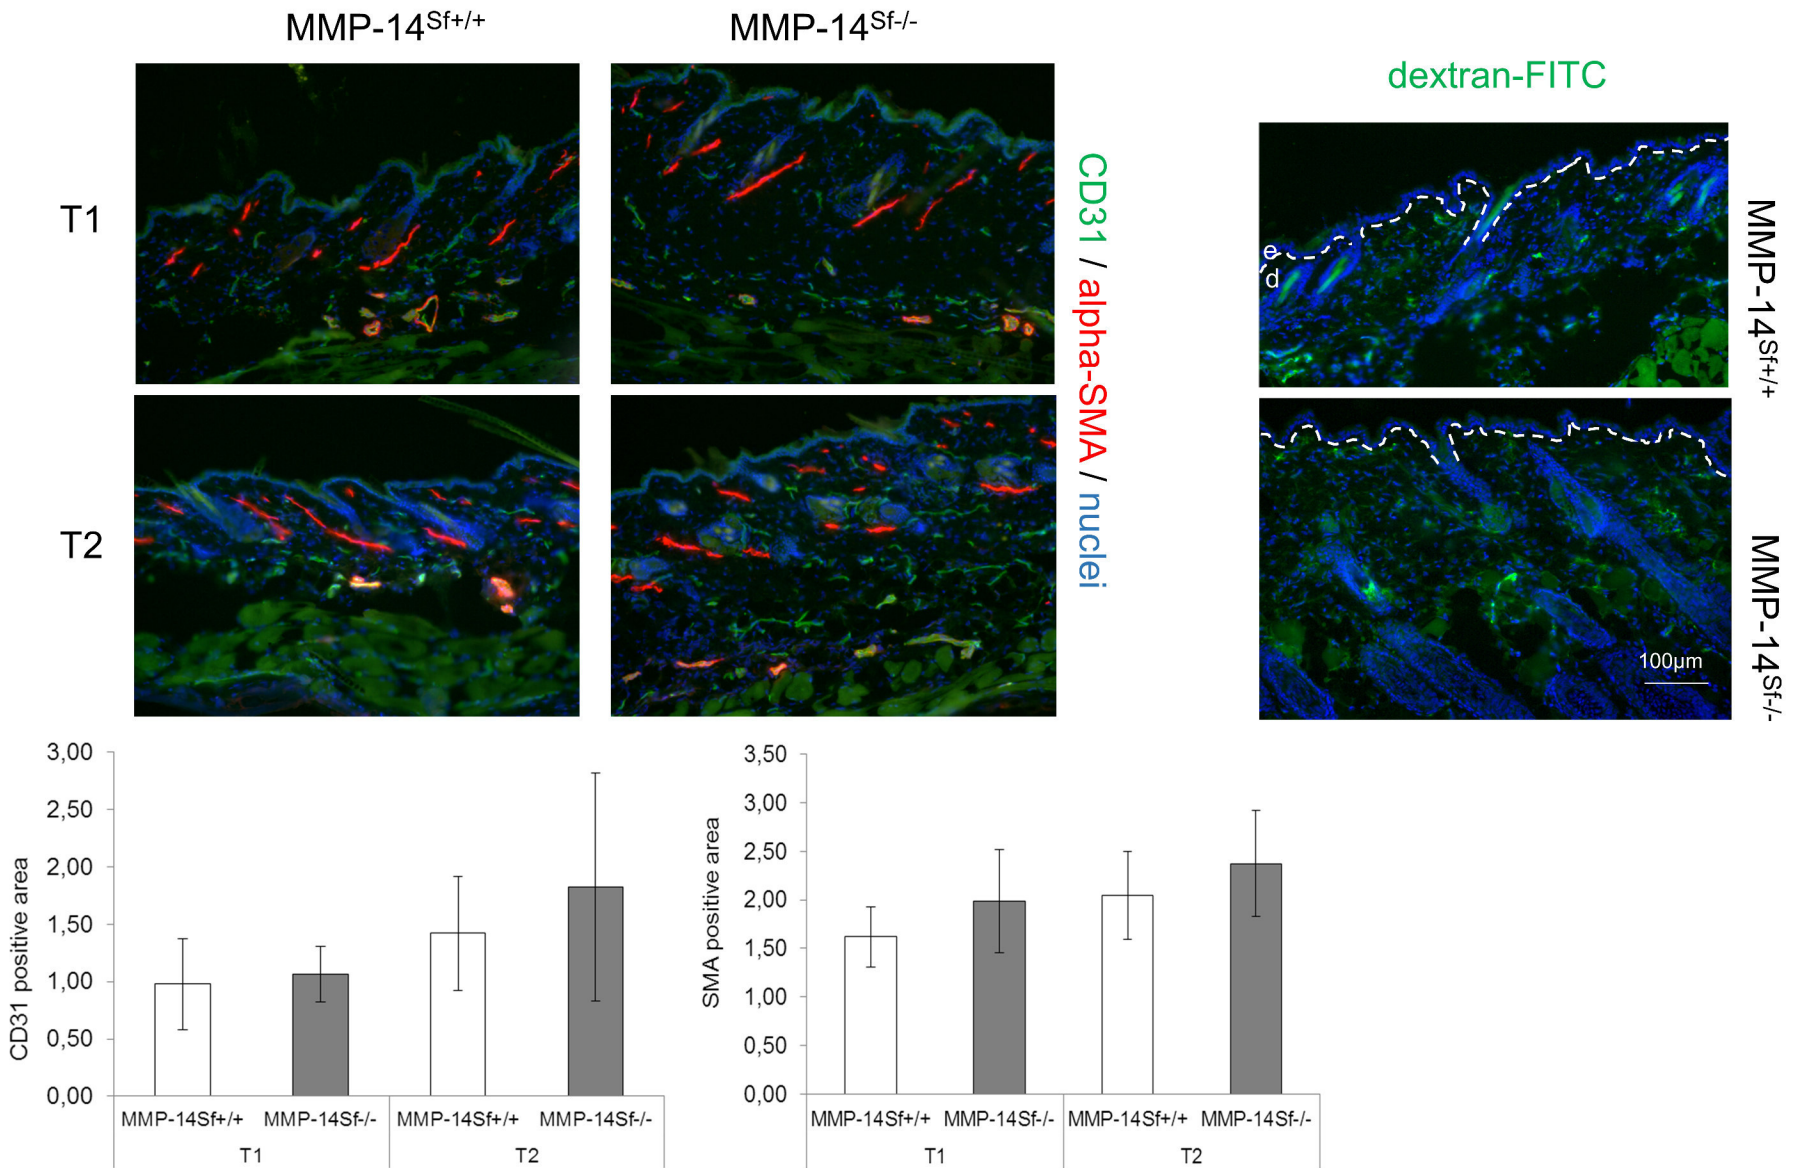 MMP-14Sf+/+
MMP-14Sf-/-
dextran-FITC
T1
T2
CD31 / alpha-SMA / nuclei
e
d
MMP-14Sf+/+
MMP-14Sf-/-
100µm
CD31 positive area
3,00
2,50
2,00
1,50
1,00
0,50
0,00
MMP-14Sf+/+ MMP-14Sf-/- MMP-14Sf+/+ MMP-14Sf-/-
T1 T2
SMA positive area
3,50
3,00
2,50
2,00
1,50
1,00
0,50
0,00
MMP-14Sf+/+ MMP-14Sf-/- MMP-14Sf+/+ MMP-14Sf-/-
T1 T2